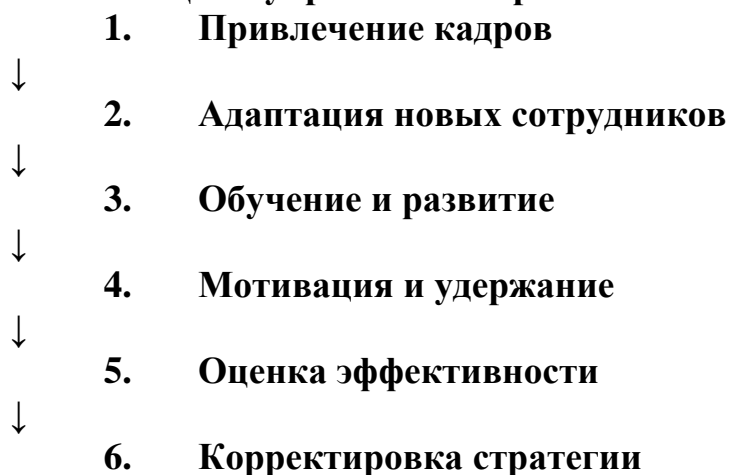 1. Привлечение кадров
↓
2. Адаптация новых сотрудников
↓
3. Обучение и развитие
↓
4. Мотивация и удержание
↓
5. Оценка эффективности
↓
6. Корректировка стратегии